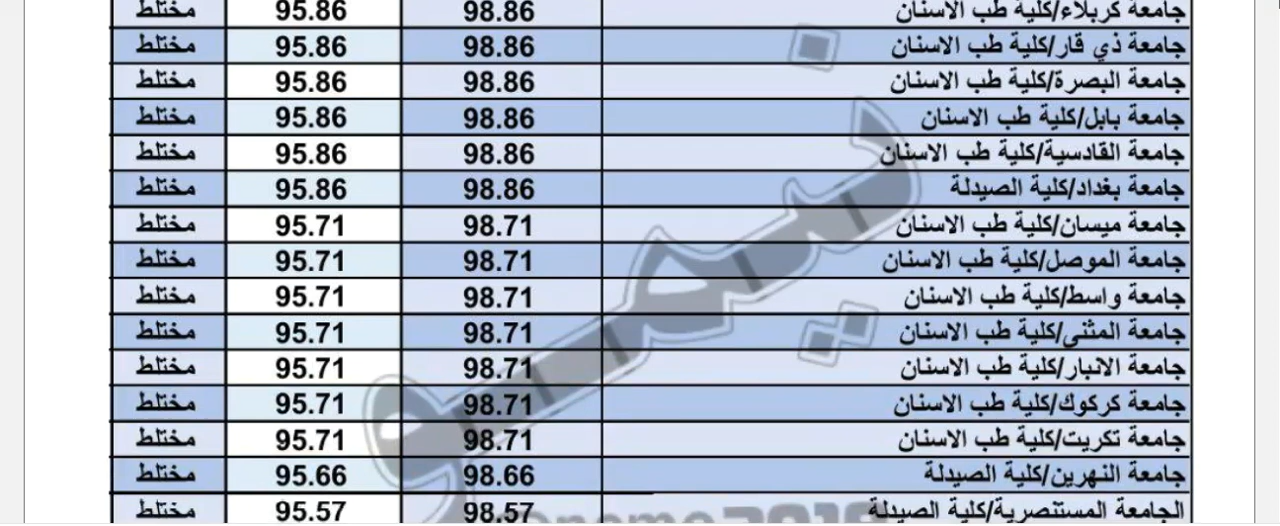 جامعة كربلاء/كلية طب الاسنان 98.86 95.86 مختلط
جامعة ذي قار/كلية طب الاسنان 98.86 95.86 مختلط
جامعة البصرة/كلية طب الاسنان 98.86 95.86 مختلط
جامعة بابل/كلية طب الاسنان 98.86 95.86 مختلط
جامعة القادسية/كلية طب الاسنان 98.86 95.86 مختلط
جامعة بغداد/كلية الصيدلة 98.86 95.86 مختلط
جامعة ميسان/كلية طب الاسنان 98.71 95.71 مختلط
جامعة الموصل/كلية طب الاسنان 98.71 95.71 مختلط
جامعة واسط/كلية طب الاسنان 98.71 95.71 مختلط
جامعة المثنى/كلية طب الاسنان 98.71 95.71 مختلط
جامعة الانبار/كلية طب الاسنان 98.71 95.71 مختلط
جامعة كركوك/كلية طب الاسنان 98.71 95.71 مختلط
جامعة تكريت/كلية طب الاسنان 98.71 95.71 مختلط
جامعة النهرين/كلية الصيدلة 98.66 95.66 مختلط
الجامعة المستنصرية/كلية الصيدلة 98.57 95.57 مختلط